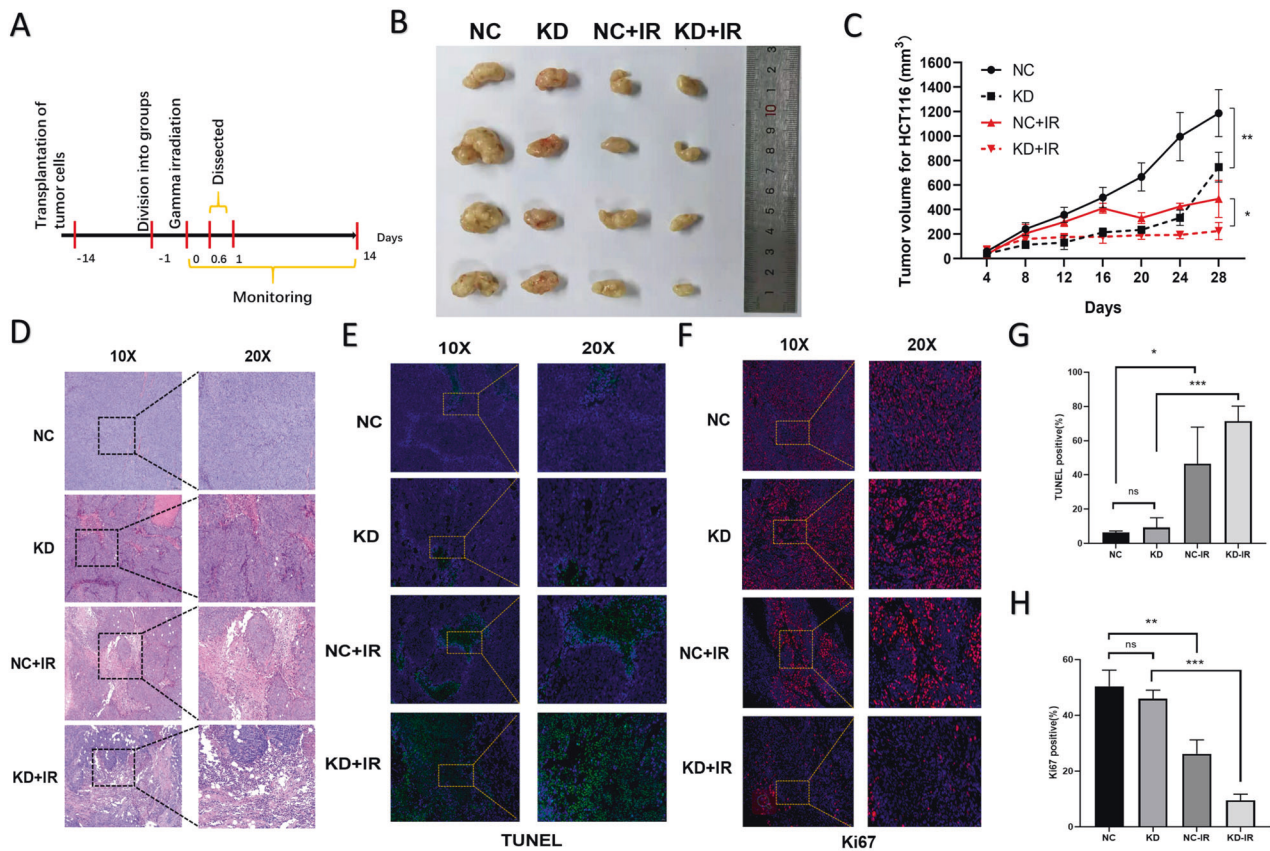 A
Transplantation of
tumor cells
Division into groups
Gamma irradiation
Dissected
Days
-14
-1
0
0.6
1
14
Monitoring
B
NC KD NC+IR KD+IR
C
Tumor volume for HCT116 (mm³)
1600
1400
1200
1000
800
600
400
200
0
4 8 12 16 20 24 28
Days
NC
KD
NC+IR
KD+IR
**
*
D
10X 20X
NC
KD
NC+IR
KD+IR
E
10X 20X
NC
KD
NC+IR
KD+IR
TUNEL
F
10X 20X
NC
KD
NC+IR
KD+IR
Ki67
G
TUNEL positive(%)
100
80
60
40
20
0
*
***
ns
NC KD NC-IR KD-IR
H
Ki67 positive(%)
60
40
20
0
**
ns
***
NC KD NC-IR KD-IR